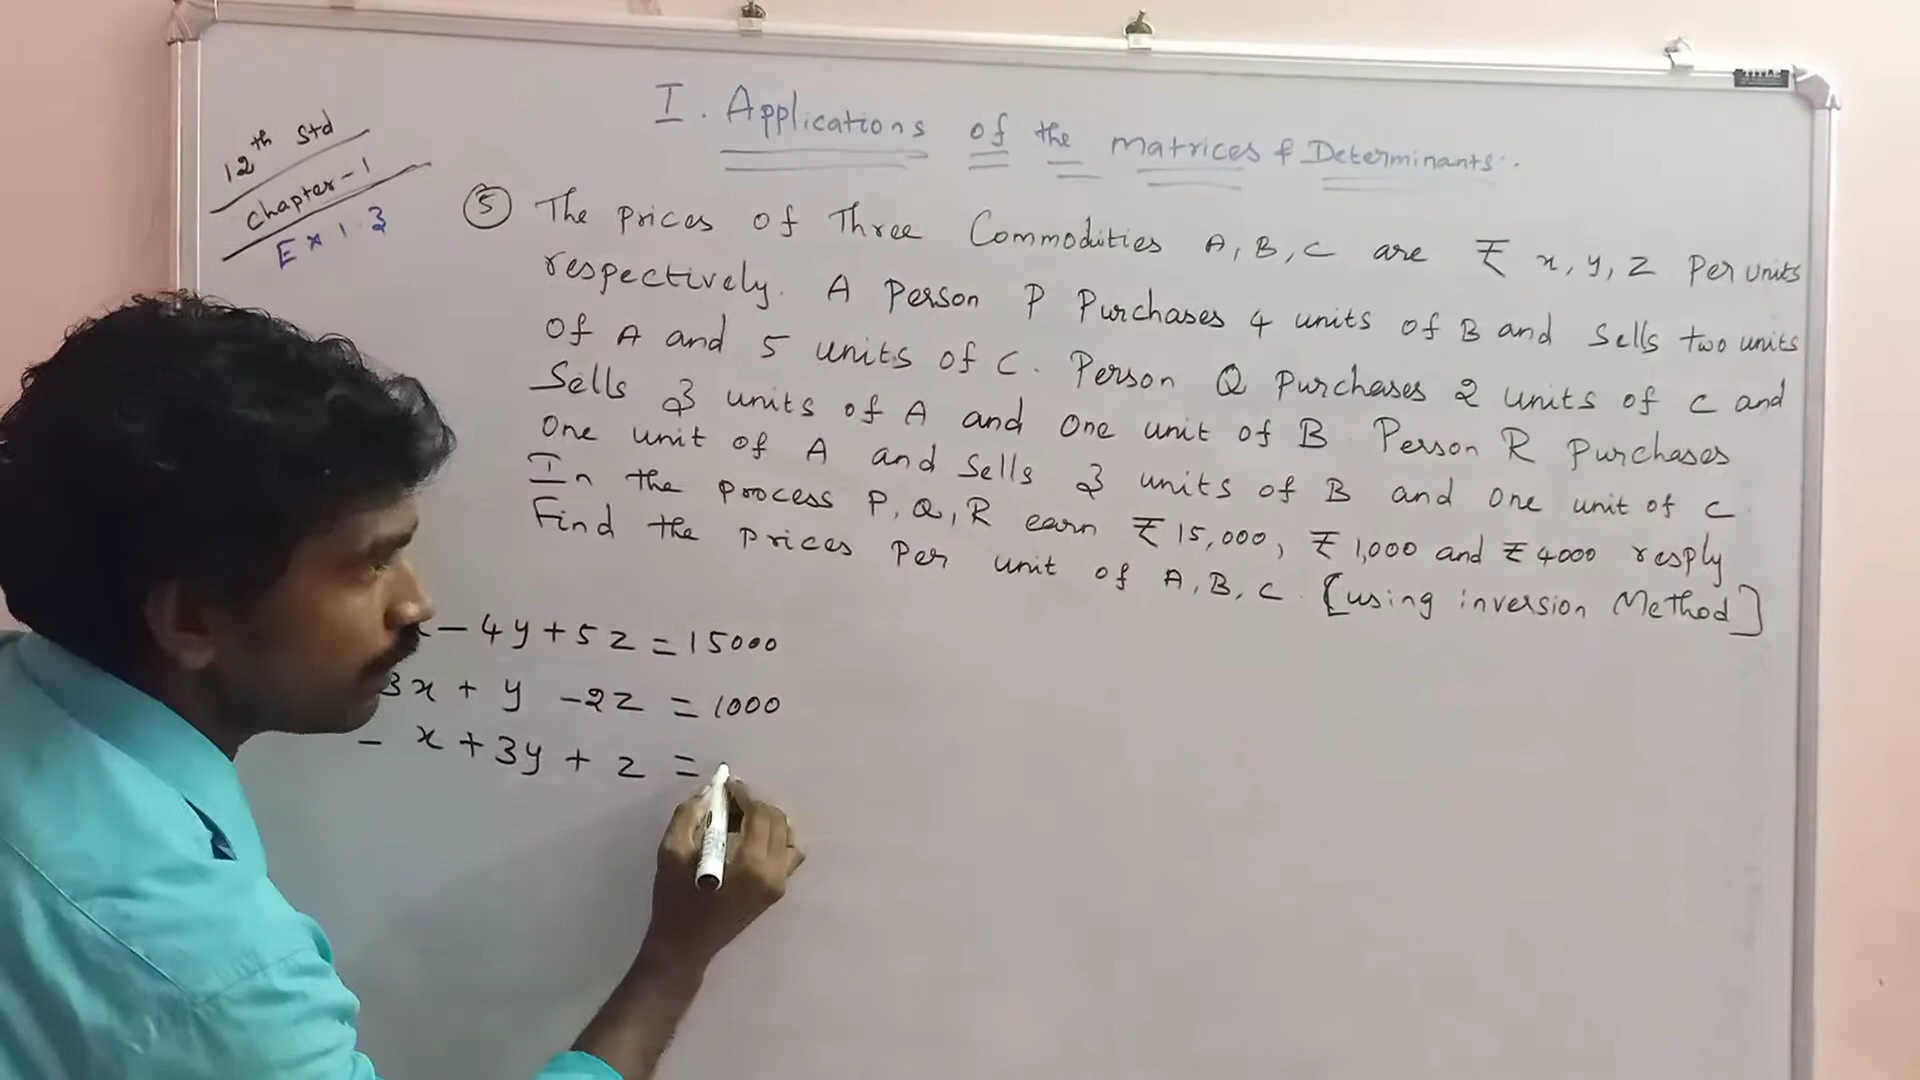 I. Applications of the matrices & Determinants.
12th Std
Chapter-1
Ex 1.3
5 The prices of Three Commodities A, B, C are ₹ x, y, z Per units
respectively. A Person P Purchases 4 units of B and Sells two units
of A and 5 units of C. Person Q Purchases 2 units of C and
Sells 3 units of A and One unit of B. Person R Purchases
One unit of A and Sells 3 units of B and One unit of C
In the process P, Q, R earn ₹ 15,000, ₹ 1,000 and ₹ 4000 resply
Find the Prices Per unit of A, B, C. [using inversion Method]
x - 4y + 5z = 15000
3x + y - 2z = 1000
- x + 3y + z =
TITLE